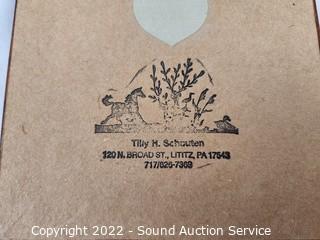 Tilly H. Schouten
120 N. BROAD ST., LITITZ, PA 17543
717/626-7369
Copyright 2022 - Sound Auction Service